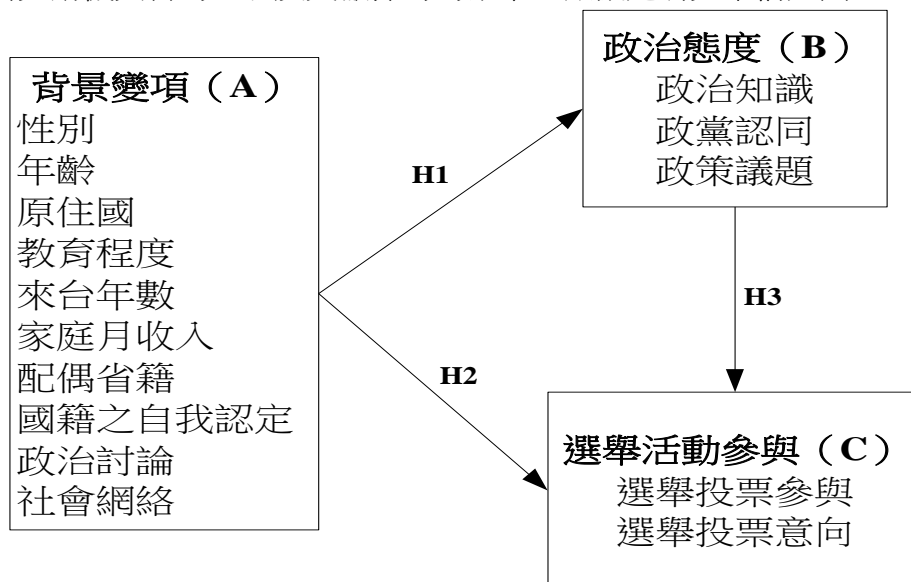 背景變項（A）
性別
年齡
原住國
教育程度
來台年數
家庭月收入
配偶省籍
國籍之自我認定
政治討論
社會網絡
H1
H2
政治態度（B）
政治知識
政黨認同
政策議題
H3
選舉活動參與（C）
選舉投票參與
選舉投票意向